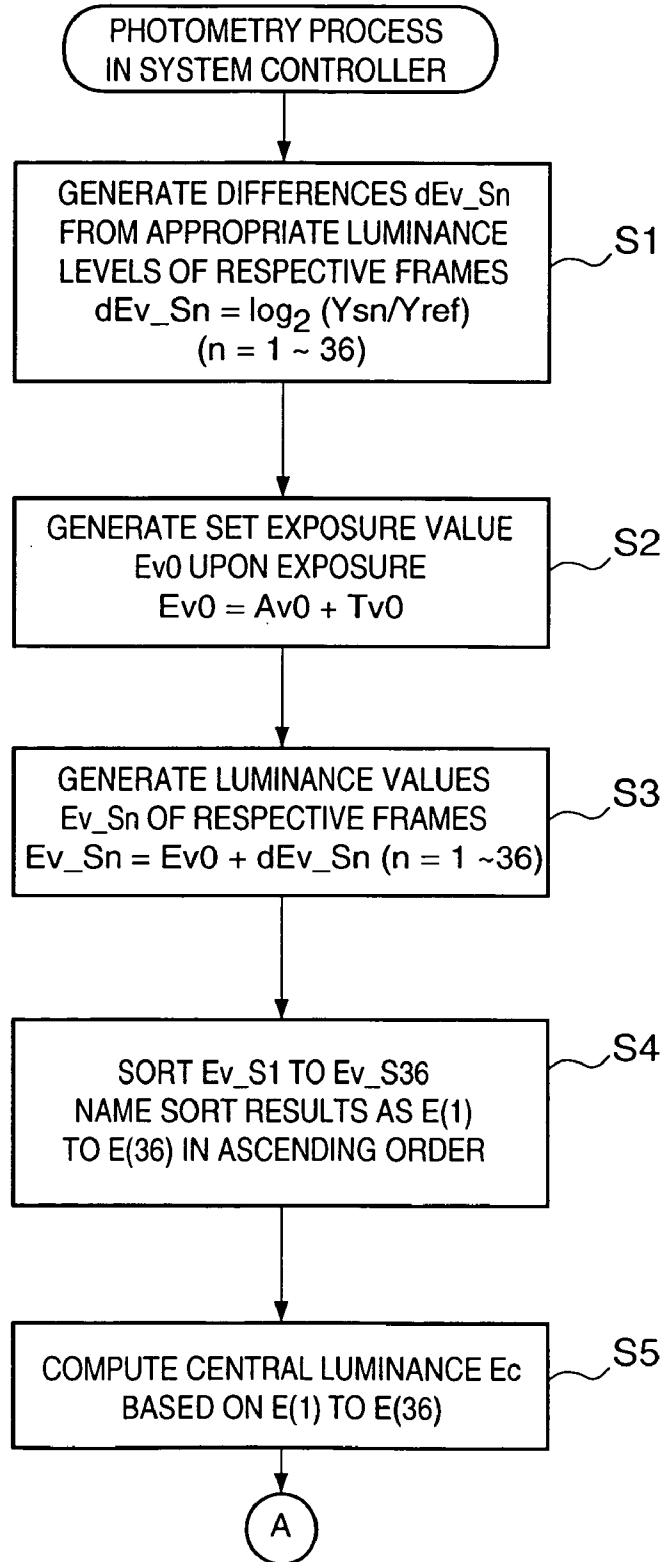 PHOTOMETRY PROCESS
IN SYSTEM CONTROLLER
GENERATE DIFFERENCES dEv_Sn
FROM APPROPRIATE LUMINANCE
LEVELS OF RESPECTIVE FRAMES
dEv_Sn = log₂ (Ysn/Yref)
(n = 1 ~ 36)
S1
GENERATE SET EXPOSURE VALUE
Ev0 UPON EXPOSURE
Ev0 = Av0 + Tv0
S2
GENERATE LUMINANCE VALUES
Ev_Sn OF RESPECTIVE FRAMES
Ev_Sn = Ev0 + dEv_Sn (n = 1 ~36)
S3
SORT Ev_S1 TO Ev_S36
NAME SORT RESULTS AS E(1)
TO E(36) IN ASCENDING ORDER
S4
COMPUTE CENTRAL LUMINANCE Ec
BASED ON E(1) TO E(36)
S5
A